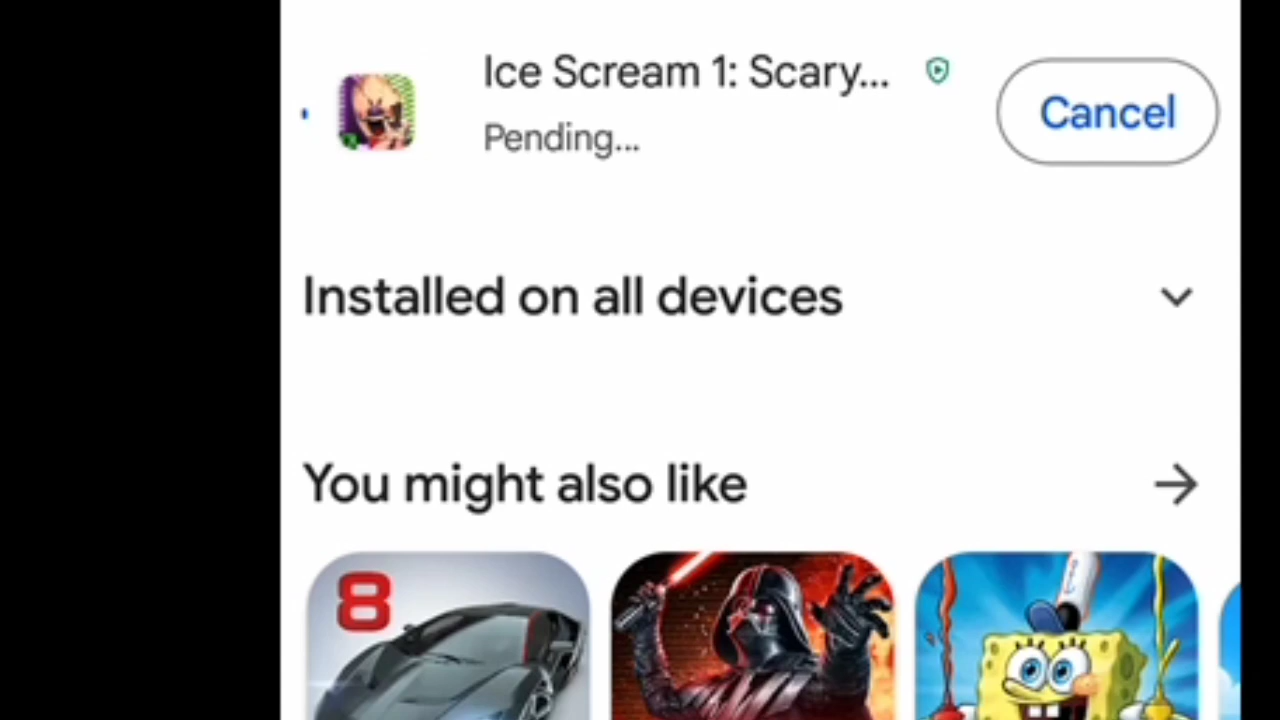 Ice Scream 1: Scary...
Pending...
Cancel
Installed on all devices
You might also like
8